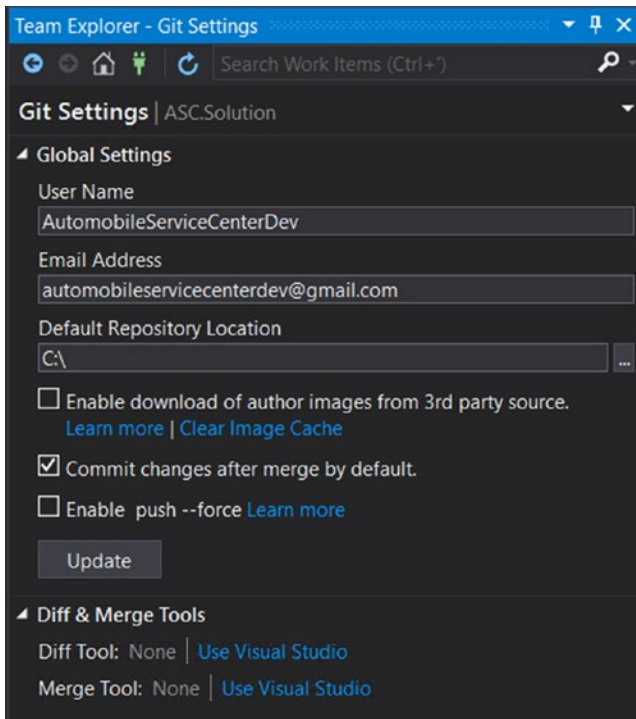 Team Explorer - Git Settings
Search Work Items (Ctrl+')
Git Settings | ASC.Solution
Global Settings
User Name
AutomobileServiceCenterDev
Email Address
automobileservicecenterdev@gmail.com
Default Repository Location
C:\
...
Enable download of author images from 3rd party source.
Learn more | Clear Image Cache
Commit changes after merge by default.
Enable push --force Learn more
Update
Diff & Merge Tools
Diff Tool: None | Use Visual Studio
Merge Tool: None | Use Visual Studio